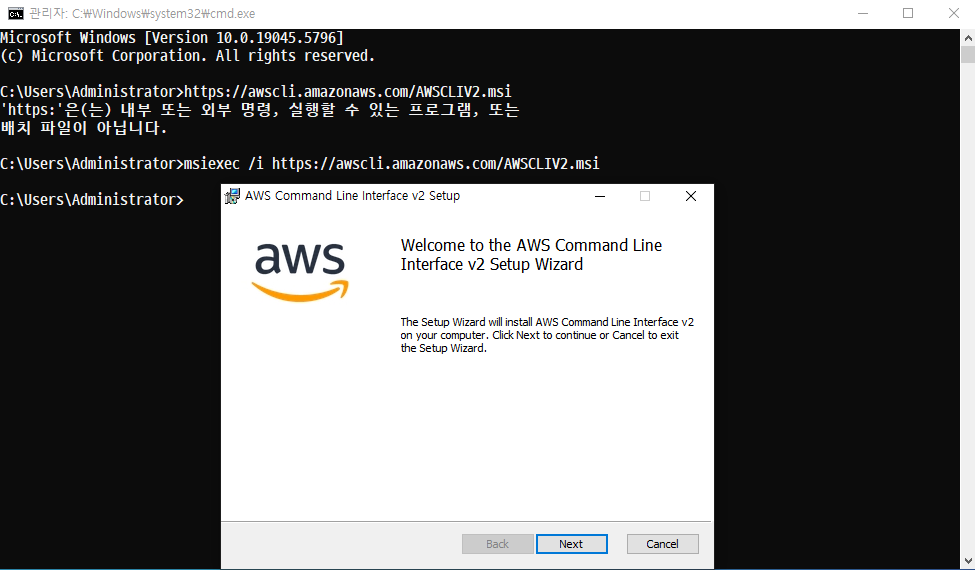 관리자: C:₩Windows₩system32₩cmd.exe
Microsoft Windows [Version 10.0.19045.5796]
(c) Microsoft Corporation. All rights reserved.
C:\Users\Administrator>https://awscli.amazonaws.com/AWSCLIV2.msi
'https:'은(는) 내부 또는 외부 명령, 실행할 수 있는 프로그램, 또는
배치 파일이 아닙니다.
C:\Users\Administrator>msiexec /i https://awscli.amazonaws.com/AWSCLIV2.msi
C:\Users\Administrator>
AWS Command Line Interface v2 Setup
aws
Welcome to the AWS Command Line
Interface v2 Setup Wizard
The Setup Wizard will install AWS Command Line Interface v2
on your computer. Click Next to continue or Cancel to exit
the Setup Wizard.
Back Next Cancel